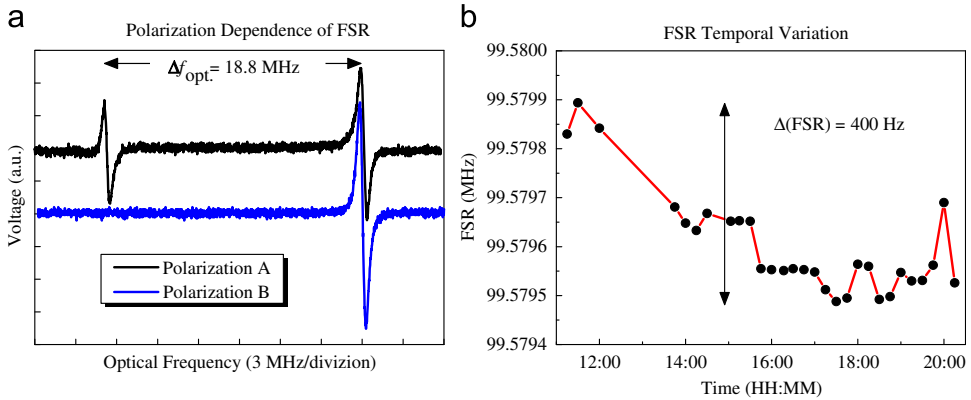 a
Polarization Dependence of FSR
Δfopt.= 18.8 MHz
Voltage (a.u.)
Polarization A
Polarization B
Optical Frequency (3 MHz/divizion)
b
FSR Temporal Variation
99.5800
99.5799
99.5798
99.5797
99.5796
99.5795
99.5794
FSR (MHz)
Δ(FSR) = 400 Hz
12:00
14:00
16:00
18:00
20:00
Time (HH:MM)